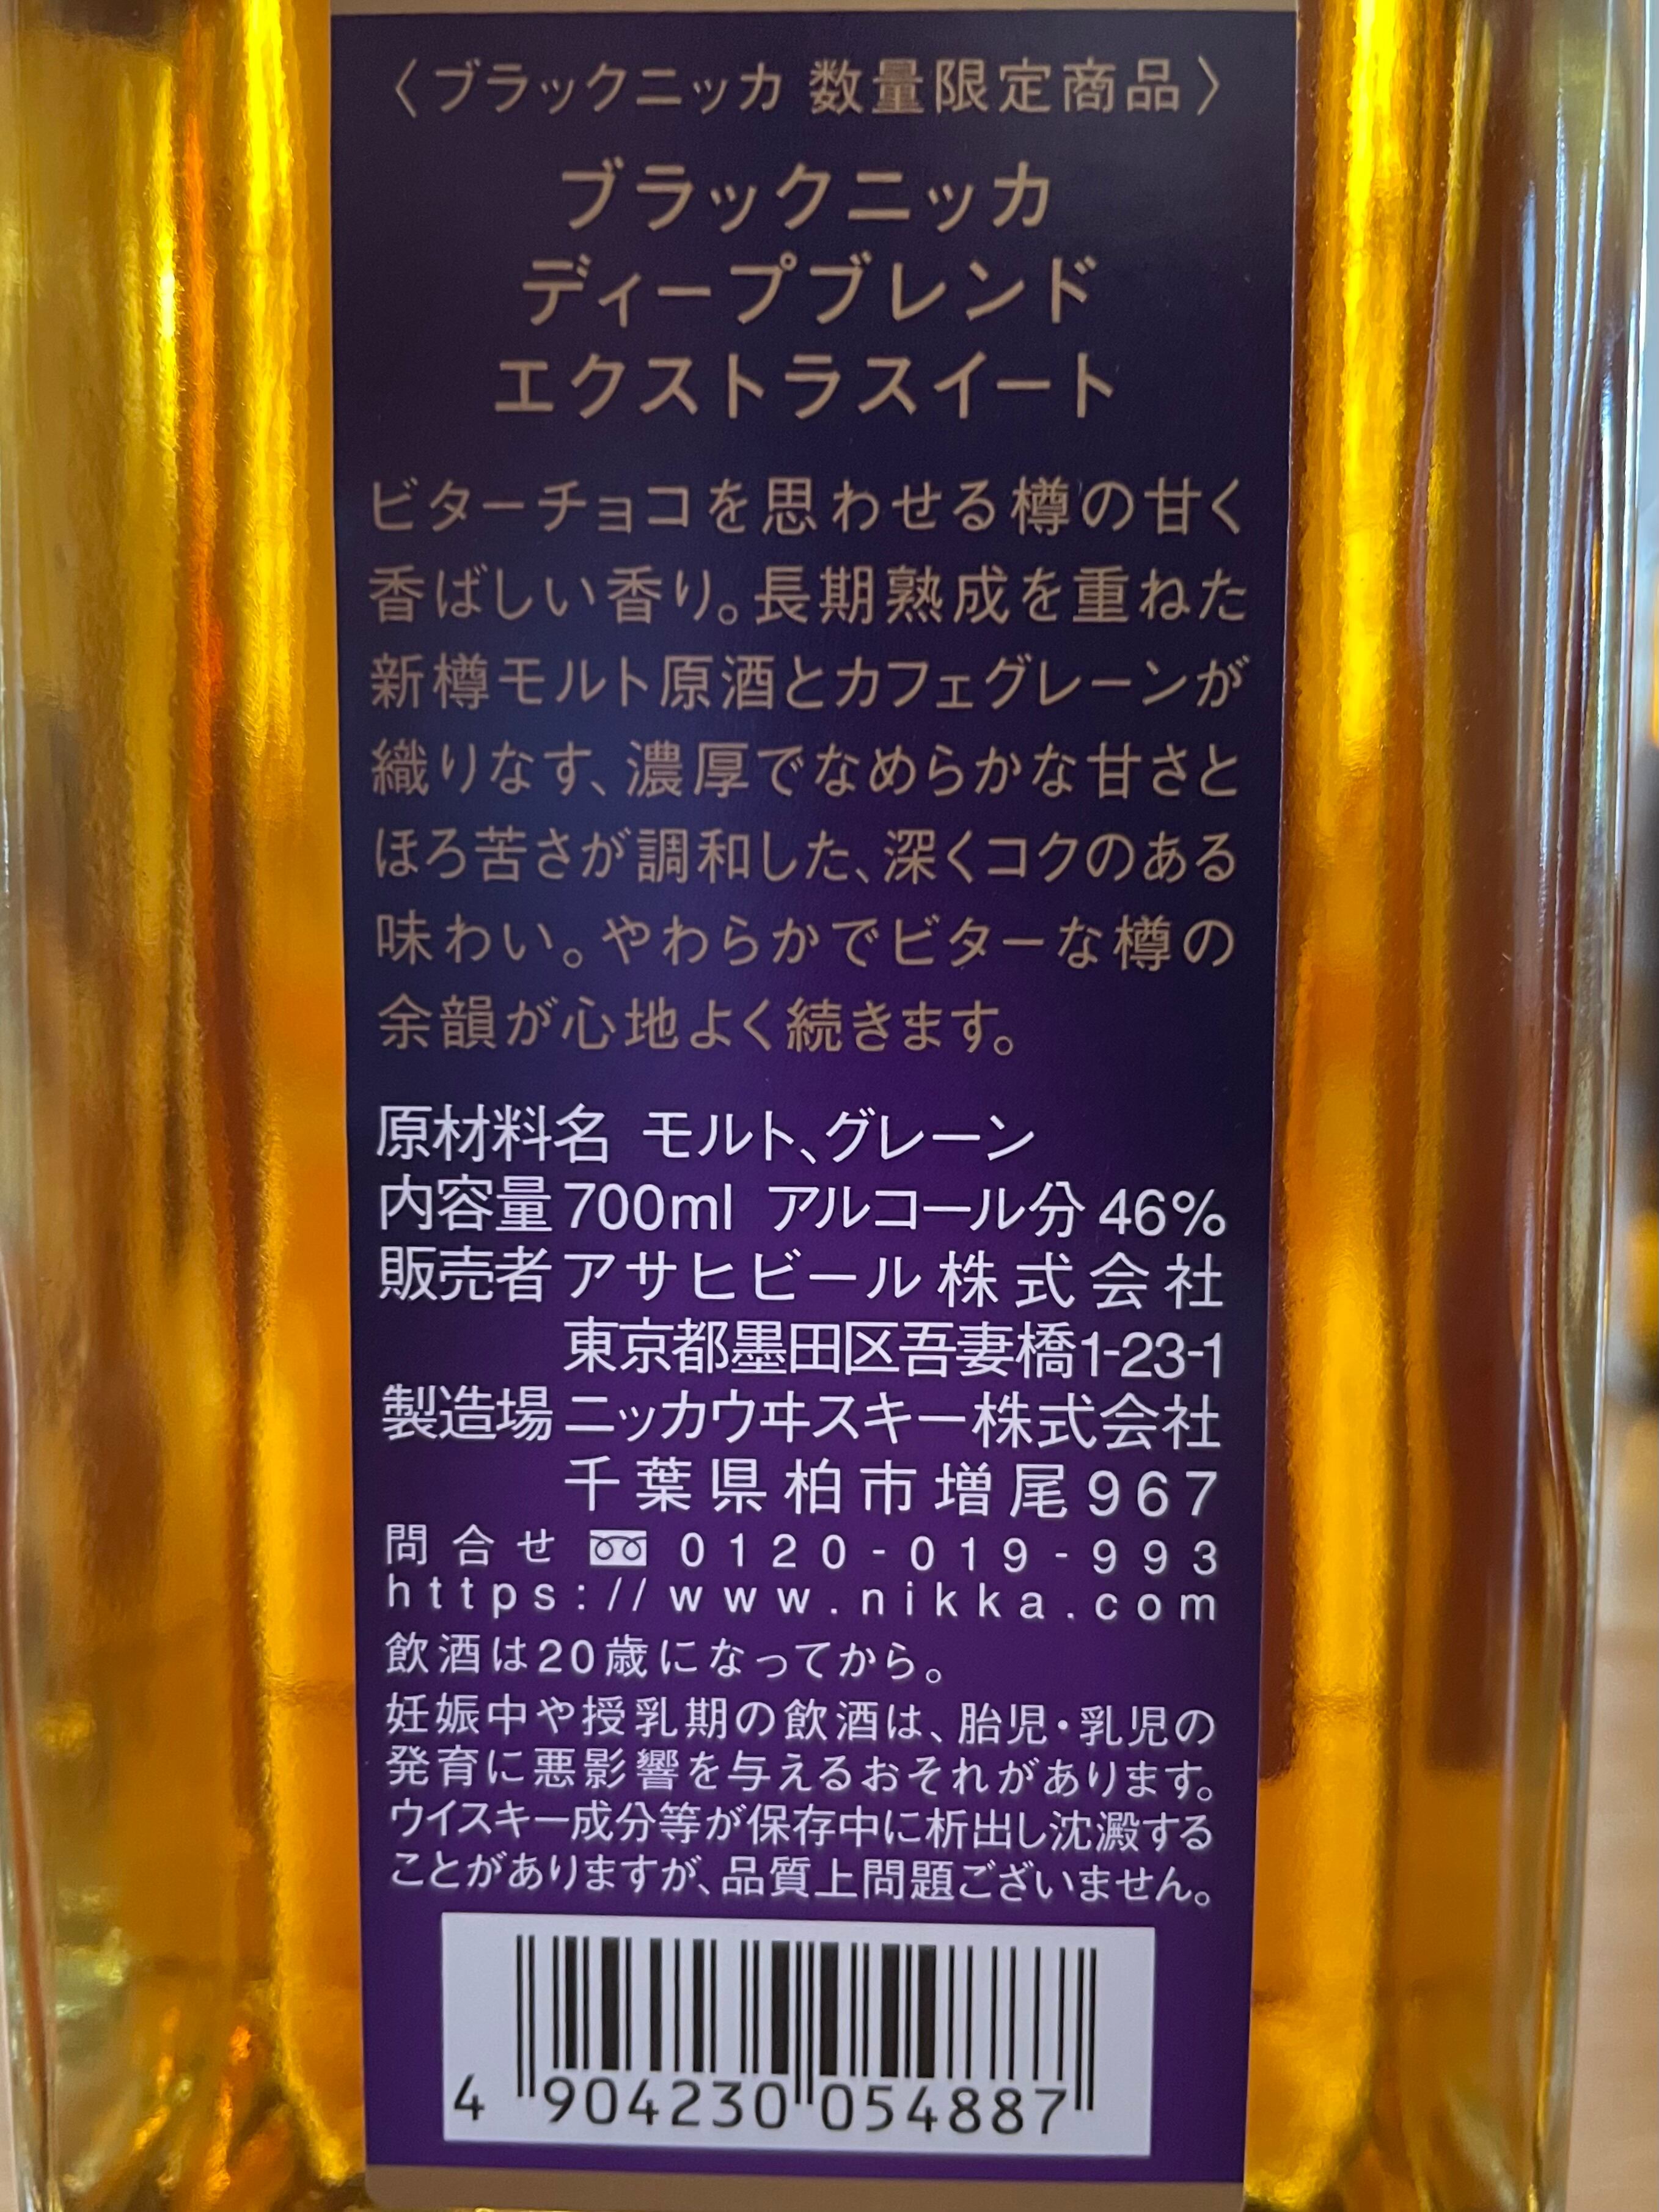 〈ブラックニッカ 数量限定商品〉
ブラックニッカ
ディープブレンド
エクストラスイート
ビターチョコを思わせる樽の甘く
香ばしい香り。長期熟成を重ねた
新樽モルト原酒とカフェグレーンが
織りなす、濃厚でなめらかな甘さと
ほろ苦さが調和した、深くコクのある
味わい。やわらかでビターな樽の
余韻が心地よく続きます。
原材料名 モルト、グレーン
内容量 700ml アルコール分 46%
販売者 アサヒビール株式会社
東京都墨田区吾妻橋1-23-1
製造場 ニッカウヰスキー株式会社
千葉県柏市増尾967
問合せ 0120-019-993
https://www.nikka.com
飲酒は20歳になってから。
妊娠中や授乳期の飲酒は、胎児・乳児の
発育に悪影響を与えるおそれがあります。
ウイスキー成分等が保存中に析出し沈澱する
ことがありますが、品質上問題ございません。
4 904230 054887